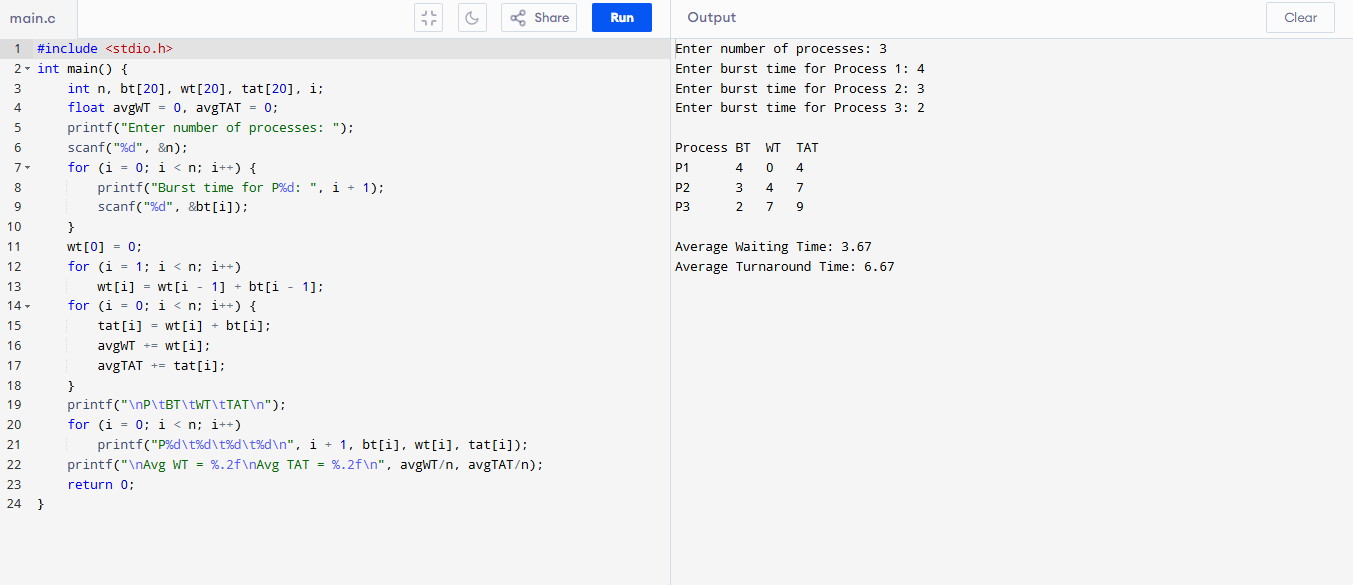 main.c
Share
Run
Output
Clear
1 #include <stdio.h>
2 int main() {
3     int n, bt[20], wt[20], tat[20], i;
4     float avgWT = 0, avgTAT = 0;
5     printf("Enter number of processes: ");
6     scanf("%d", &n);
7     for (i = 0; i < n; i++) {
8         printf("Burst time for P%d: ", i + 1);
9         scanf("%d", &bt[i]);
10     }
11     wt[0] = 0;
12     for (i = 1; i < n; i++)
13         wt[i] = wt[i - 1] + bt[i - 1];
14     for (i = 0; i < n; i++) {
15         tat[i] = wt[i] + bt[i];
16         avgWT += wt[i];
17         avgTAT += tat[i];
18     }
19     printf("\nP\tBT\tWT\tTAT\n");
20     for (i = 0; i < n; i++)
21         printf("P%d\t%d\t%d\t%d\n", i + 1, bt[i], wt[i], tat[i]);
22     printf("\nAvg WT = %.2f\nAvg TAT = %.2f\n", avgWT/n, avgTAT/n);
23     return 0;
24 }
Enter number of processes: 3
Enter burst time for Process 1: 4
Enter burst time for Process 2: 3
Enter burst time for Process 3: 2
Process BT  WT  TAT
P1      4   0   4
P2      3   4   7
P3      2   7   9
Average Waiting Time: 3.67
Average Turnaround Time: 6.67